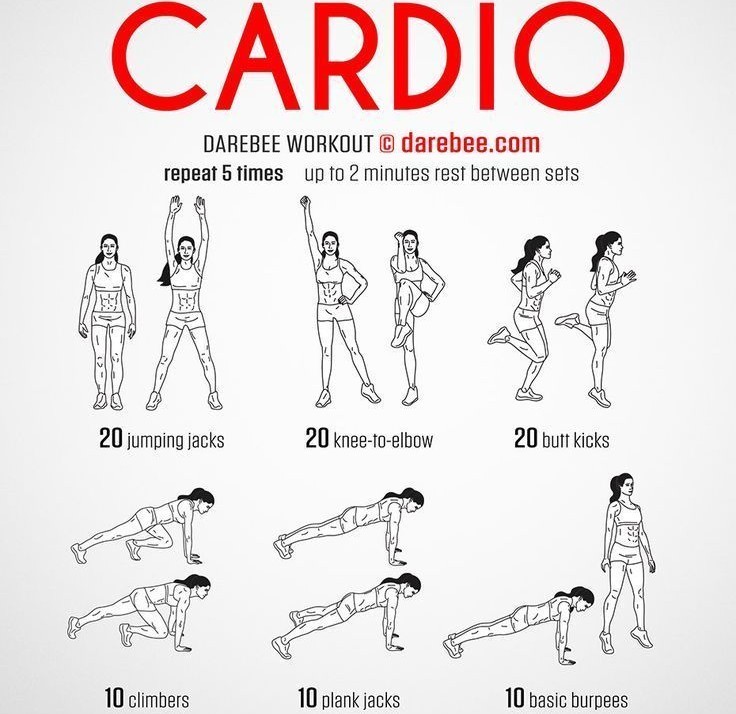 CARDIO
DAREBEE WORKOUT © darebee.com
repeat 5 times up to 2 minutes rest between sets
20 jumping jacks
20 knee-to-elbow
20 butt kicks
10 climbers
10 plank jacks
10 basic burpees